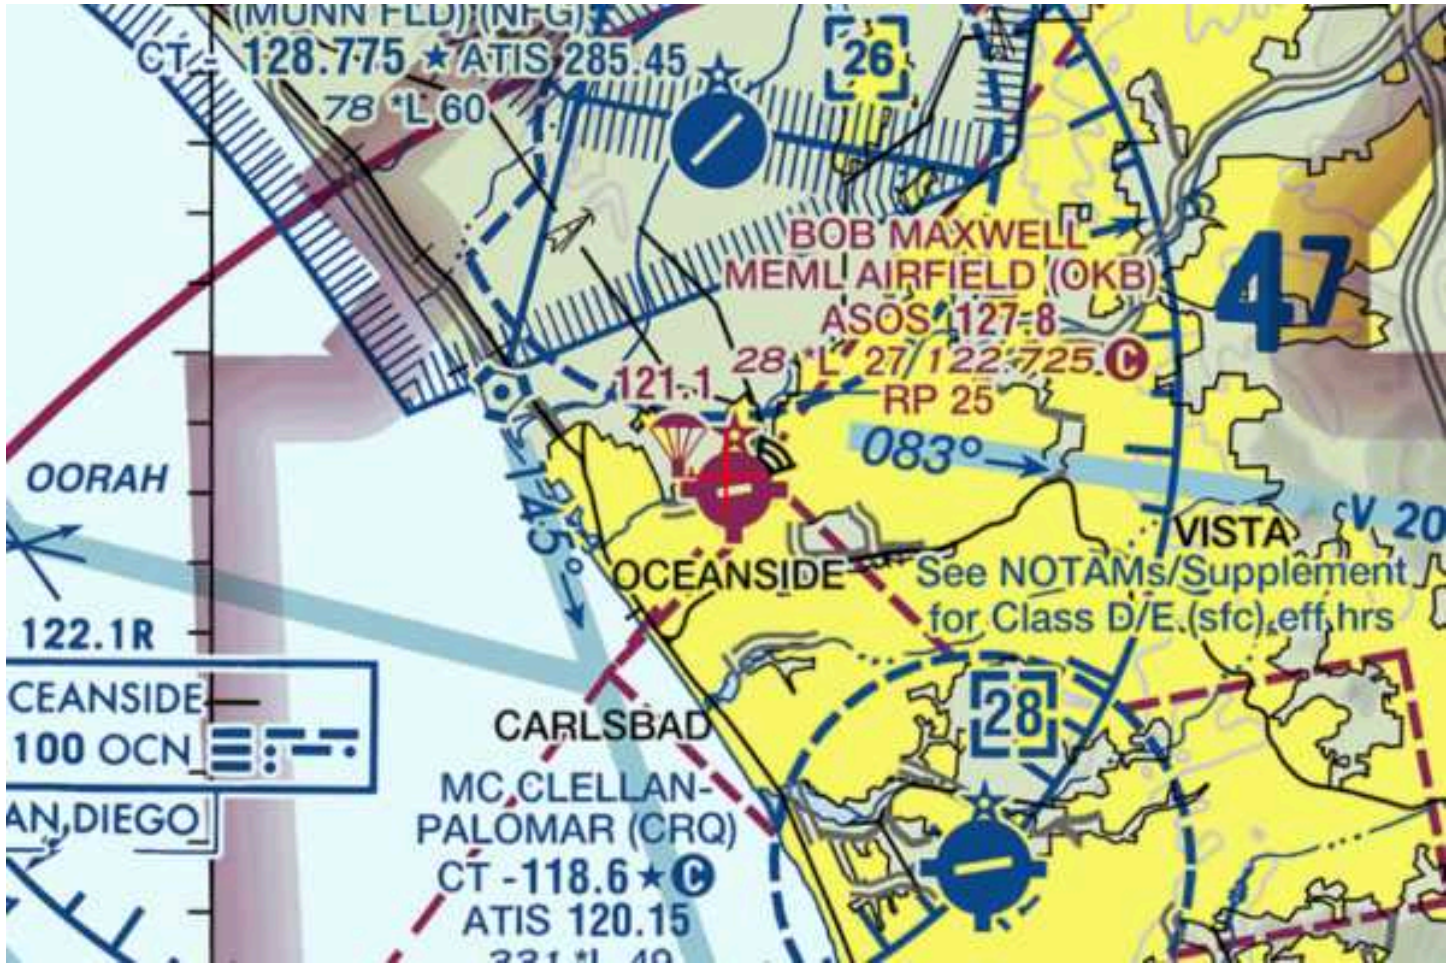 (MUNN FLD) (NFG)
CT - 128.775 ★ ATIS 285.45
78 *L 60
26
BOB MAXWELL
MEML AIRFIELD (OKB)
ASOS 127.8
28 *L 27 122.725 C
RP 25
121.1
47
083°
OORAH
145°
V 20
VISTA
OCEANSIDE
See NOTAMs/Supplement
for Class D/E (sfc) eff hrs
122.1R
CEANSIDE
100 OCN
AN DIEGO
28
CARLSBAD
MC CLELLAN-
PALOMAR (CRQ)
CT - 118.6 ★ C
ATIS 120.15
331 *L 49